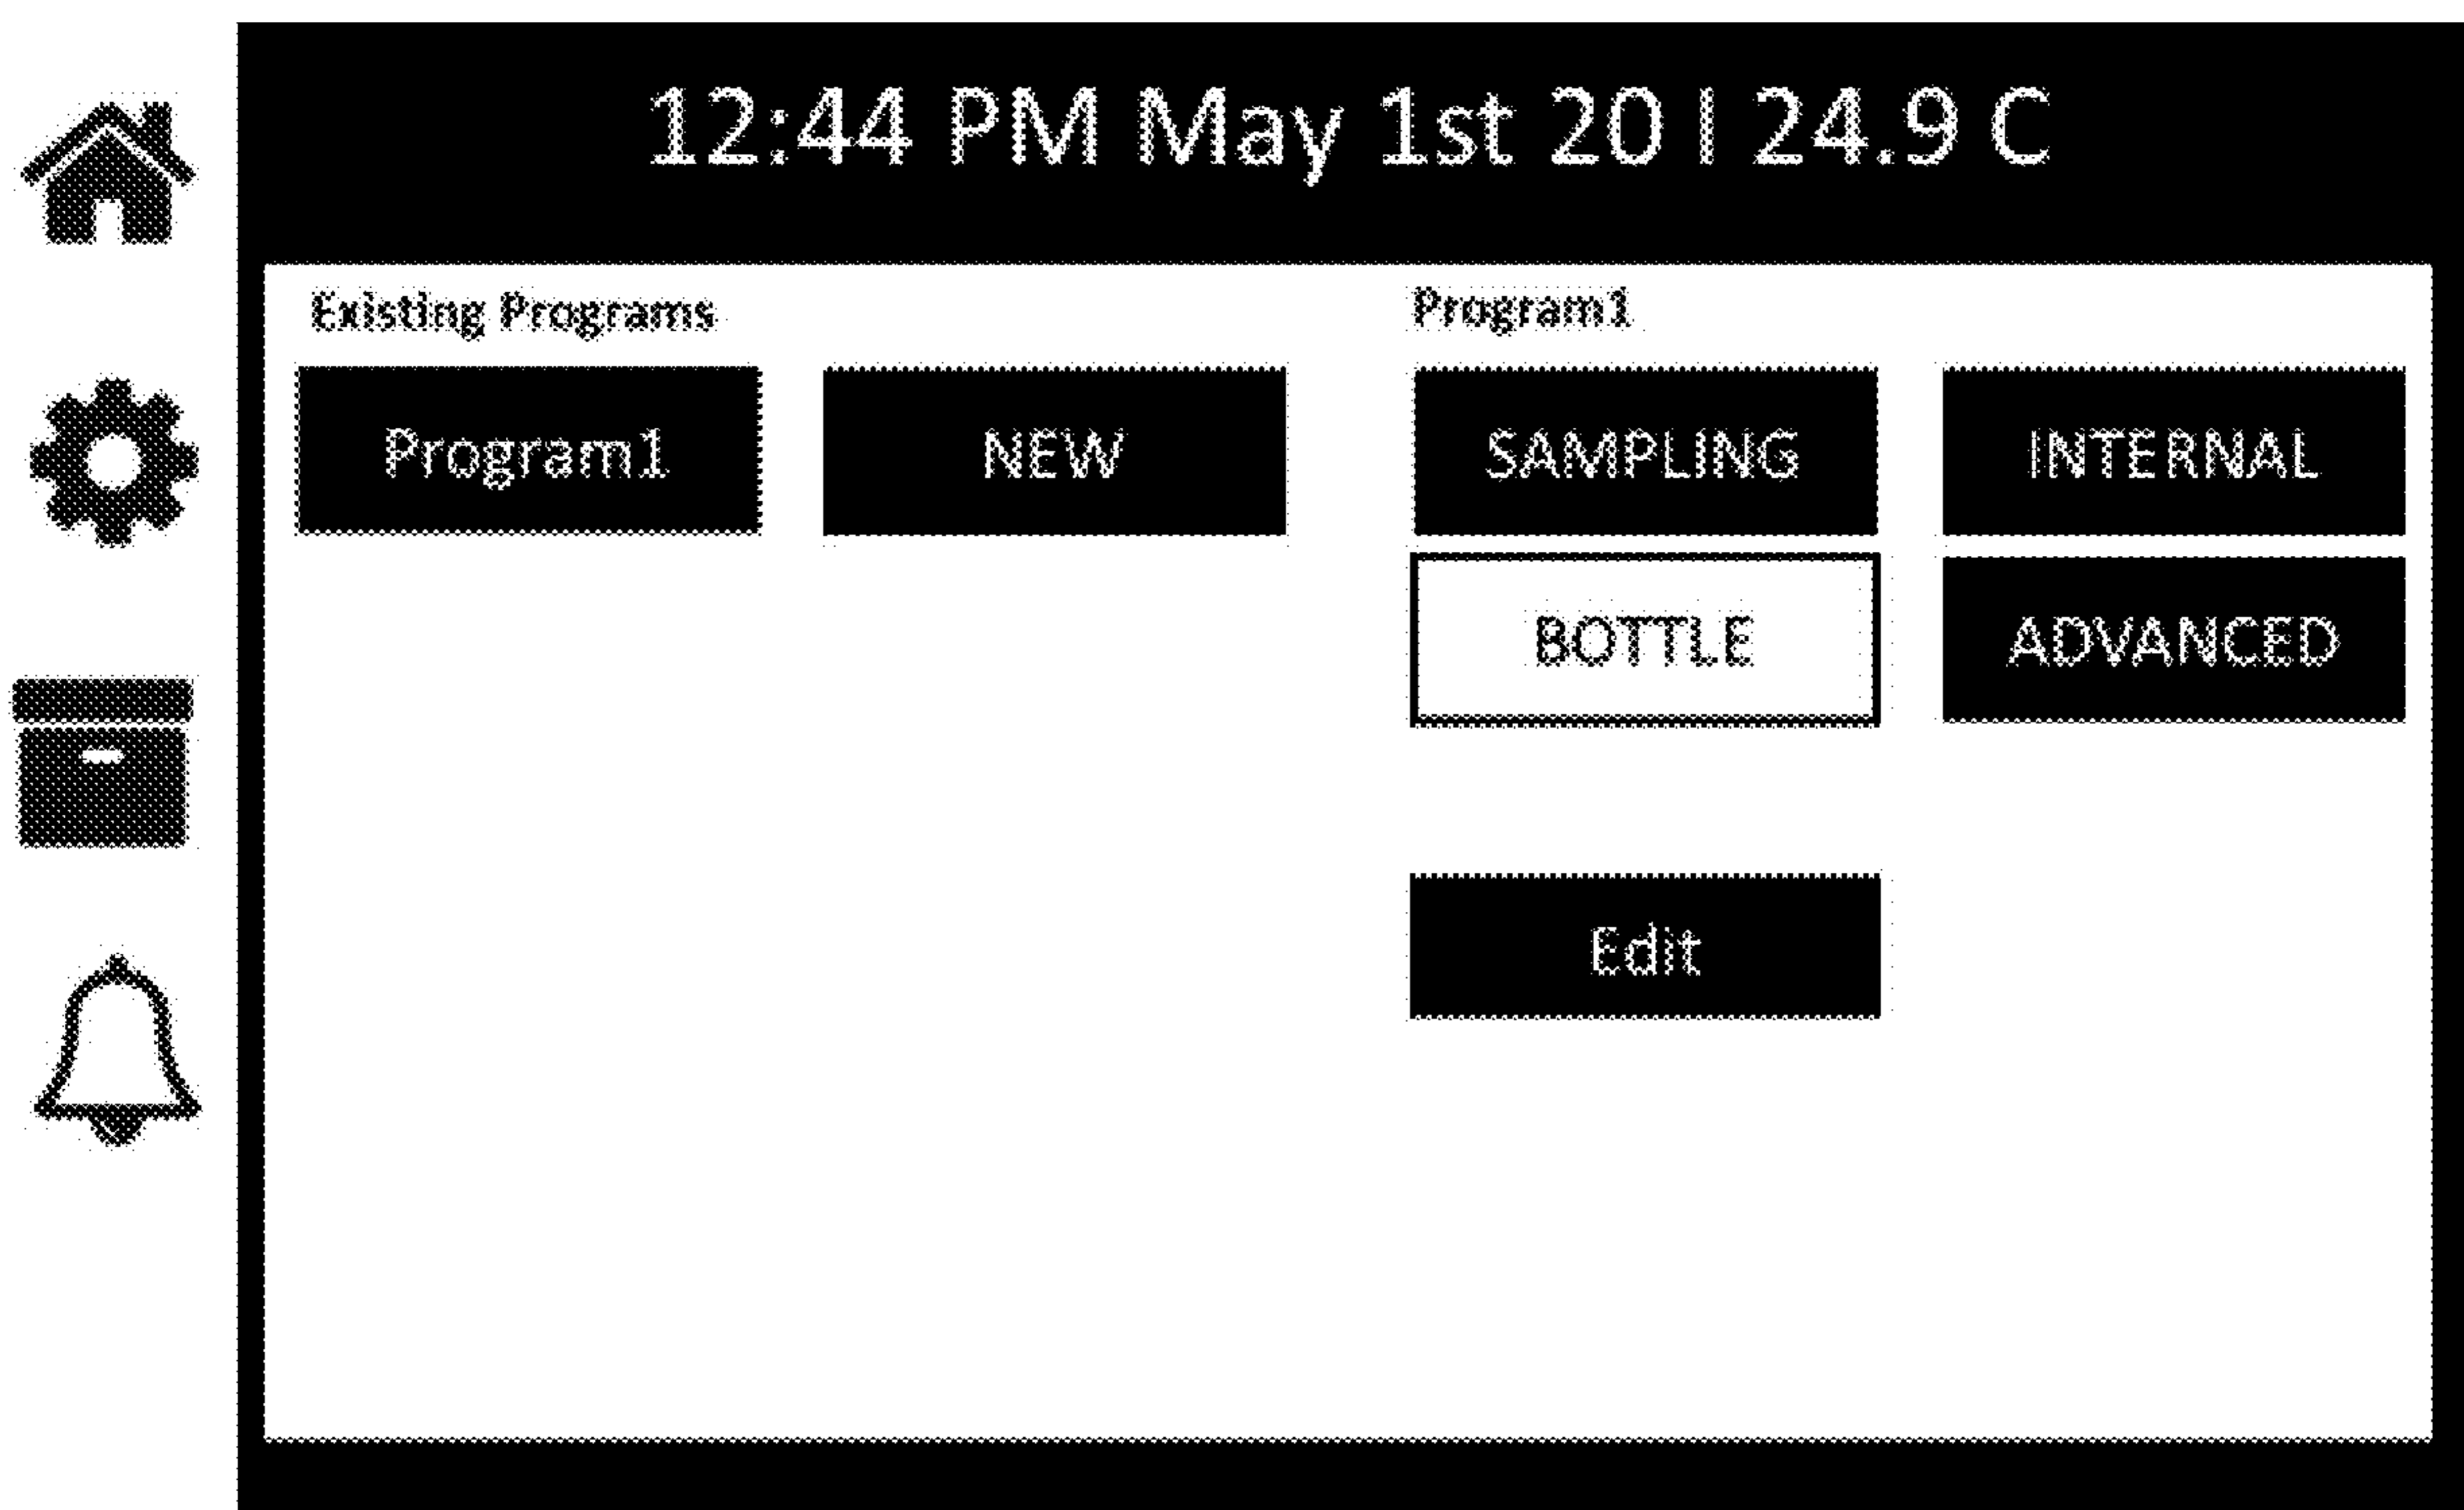 12:44 PM May 1st 20 I 24.9 C
Existing Programs
Program1
NEW
Program1
SAMPLING
INTERNAL
BOTTLE
ADVANCED
Edit